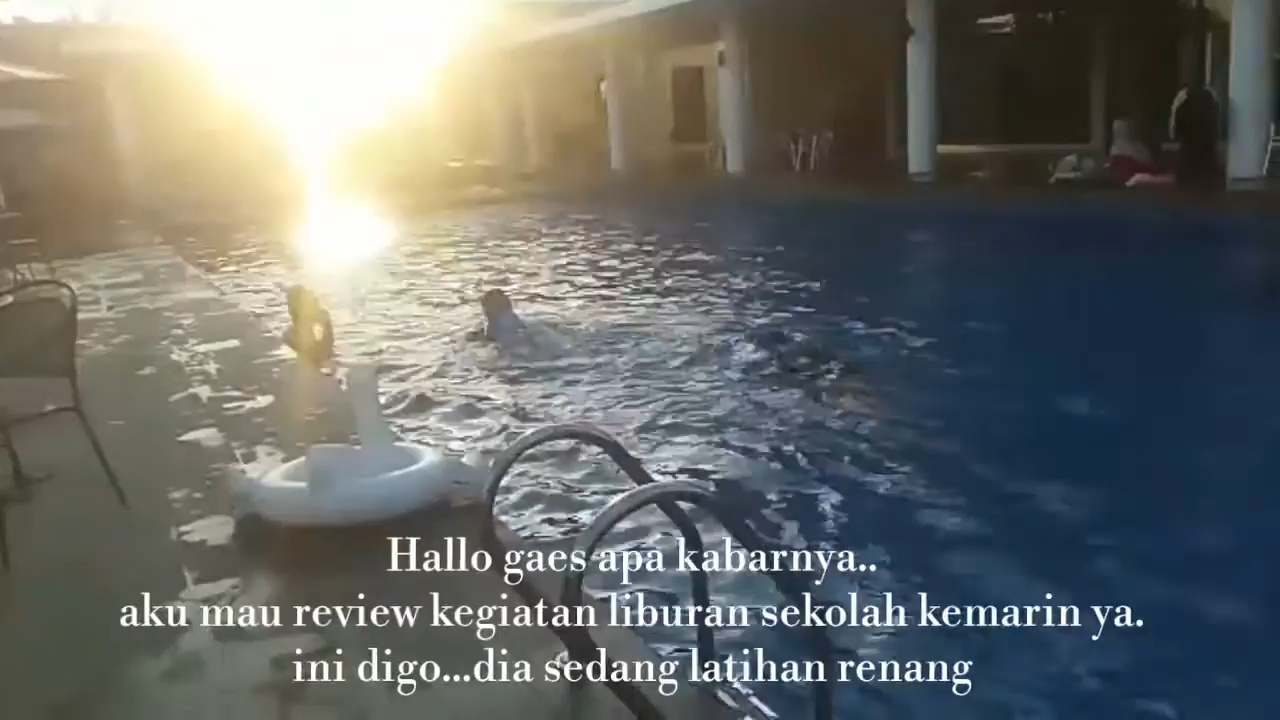 Hallo gaes apa kabarnya..
aku mau review kegiatan liburan sekolah kemarin ya.
ini digo...dia sedang latihan renang